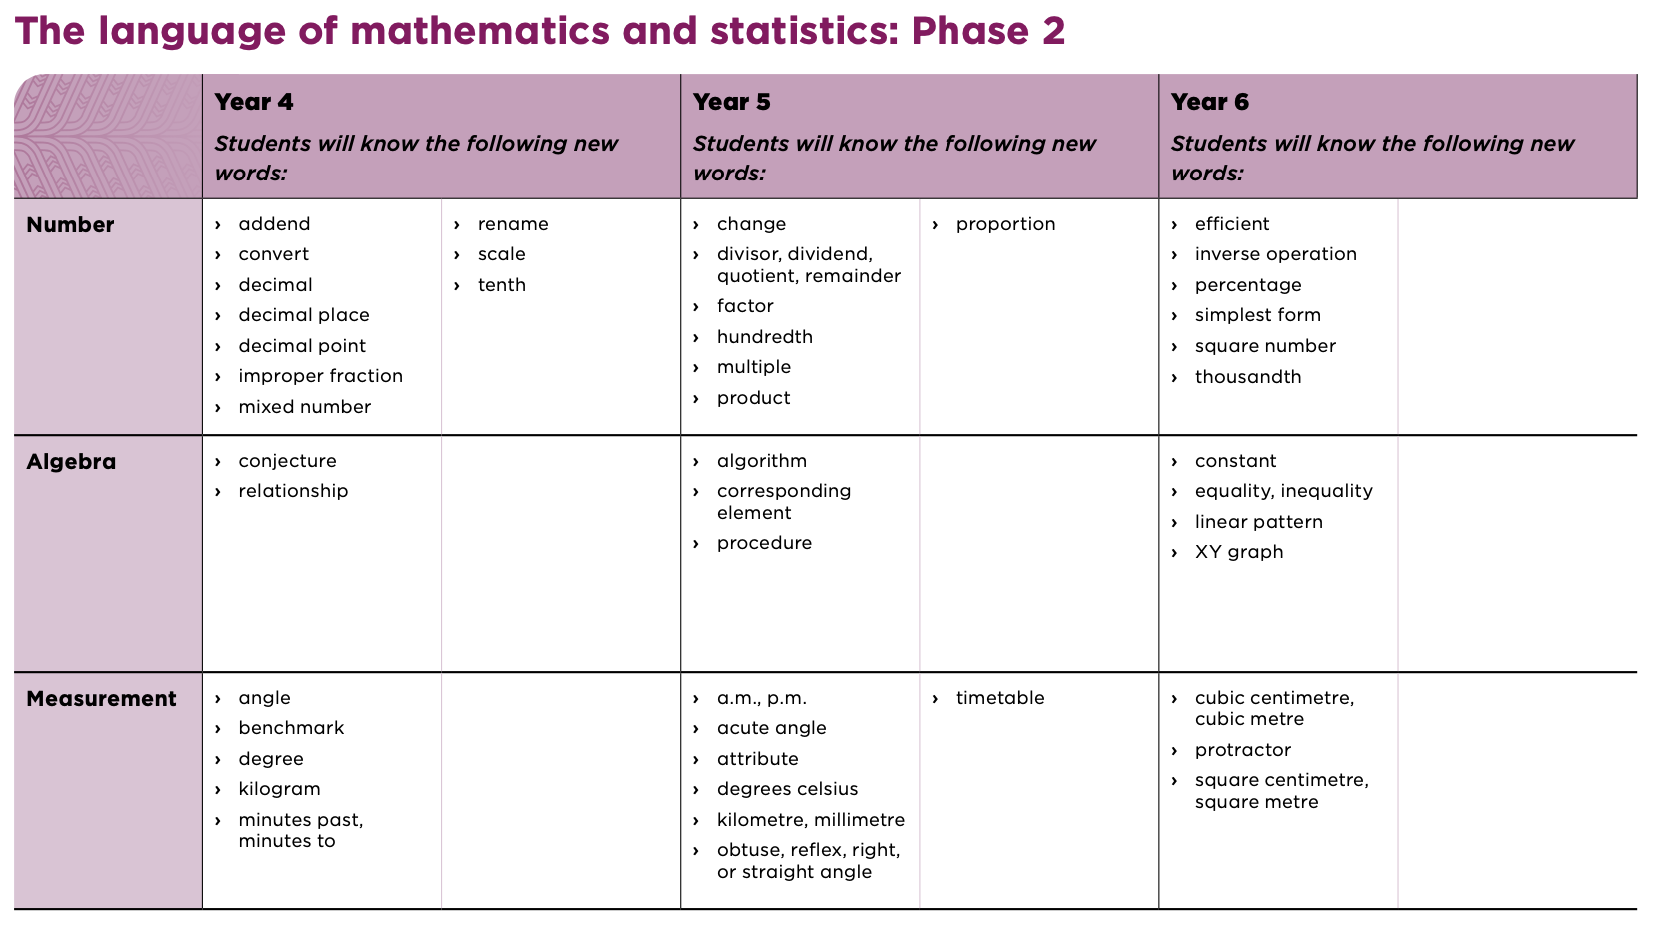 The language of mathematics and statistics: Phase 2
Year 4
Students will know the following new
words:
Year 5
Students will know the following new
words:
Year 6
Students will know the following new
words:
Number
› addend
› convert
› decimal
› decimal place
› decimal point
› improper fraction
› mixed number
› rename
› scale
› tenth
› change
› divisor, dividend,
quotient, remainder
› factor
› hundredth
› multiple
› product
› proportion
› efficient
› inverse operation
› percentage
› simplest form
› square number
› thousandth
Algebra
› conjecture
› relationship
› algorithm
› corresponding
element
› procedure
› constant
› equality, inequality
› linear pattern
› XY graph
Measurement
› angle
› benchmark
› degree
› kilogram
› minutes past,
minutes to
› a.m., p.m.
› acute angle
› attribute
› degrees celsius
› kilometre, millimetre
› obtuse, reflex, right,
or straight angle
› timetable
› cubic centimetre,
cubic metre
› protractor
› square centimetre,
square metre